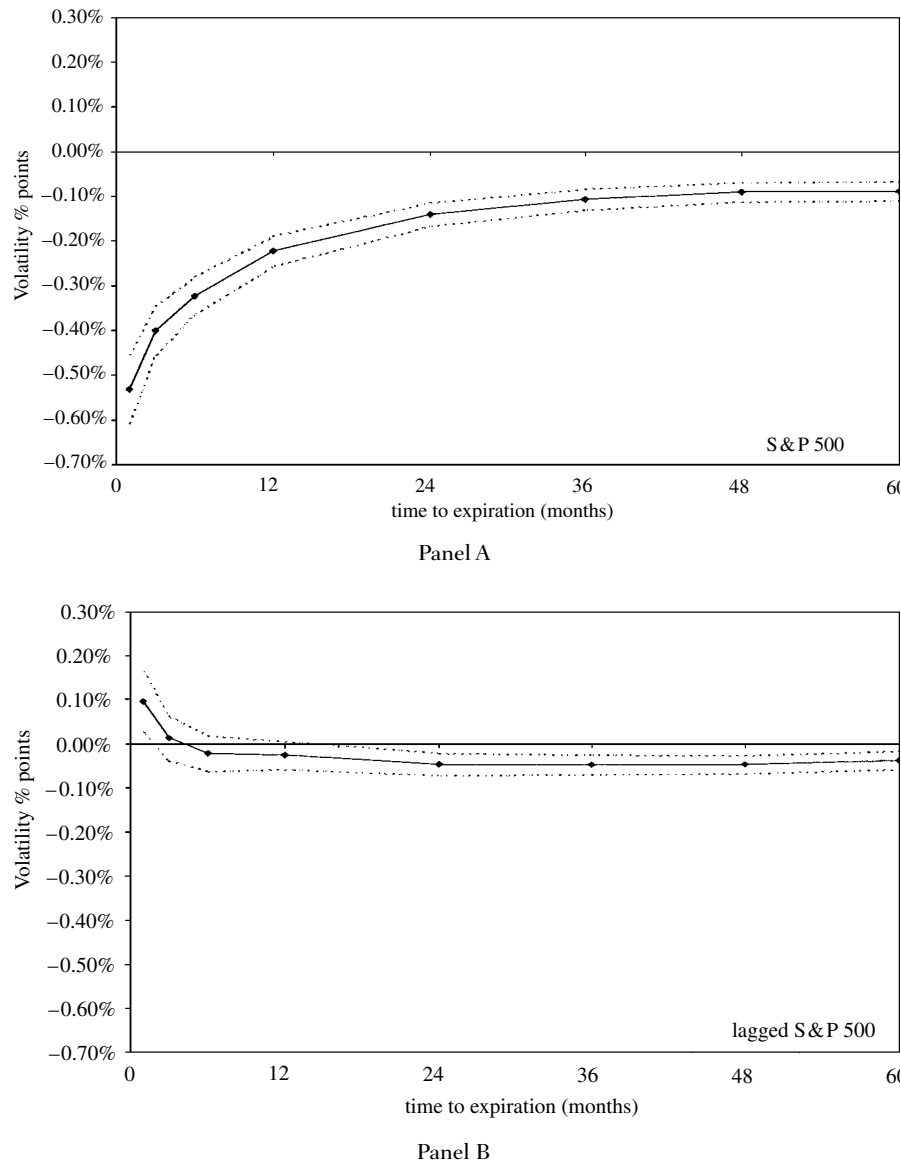 0.30%
0.20%
0.10%
0.00%
−0.10%
−0.20%
−0.30%
−0.40%
−0.50%
−0.60%
−0.70%
Volatility % points
S&P 500
0 12 24 36 48 60
time to expiration (months)
Panel A
0.30%
0.20%
0.10%
0.00%
−0.10%
−0.20%
−0.30%
−0.40%
−0.50%
−0.60%
−0.70%
Volatility % points
lagged S&P 500
0 12 24 36 48 60
time to expiration (months)
Panel B